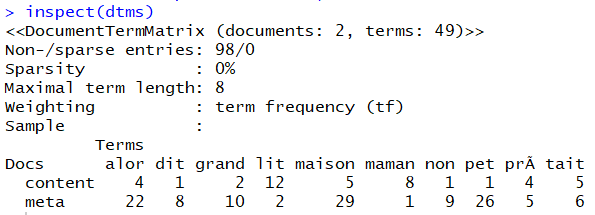 > inspect(dtms)
<<DocumentTermMatrix (documents: 2, terms: 49)>>
Non-/sparse entries: 98/0
Sparsity           : 0%
Maximal term length: 8
Weighting          : term frequency (tf)
Sample             :
         Terms
Docs      alor dit grand lit maison maman non pet prÃ tait
  content    4   1     2  12      5     8   1   1   4    5
  meta      22   8    10   2     29     1   9  26   5    6